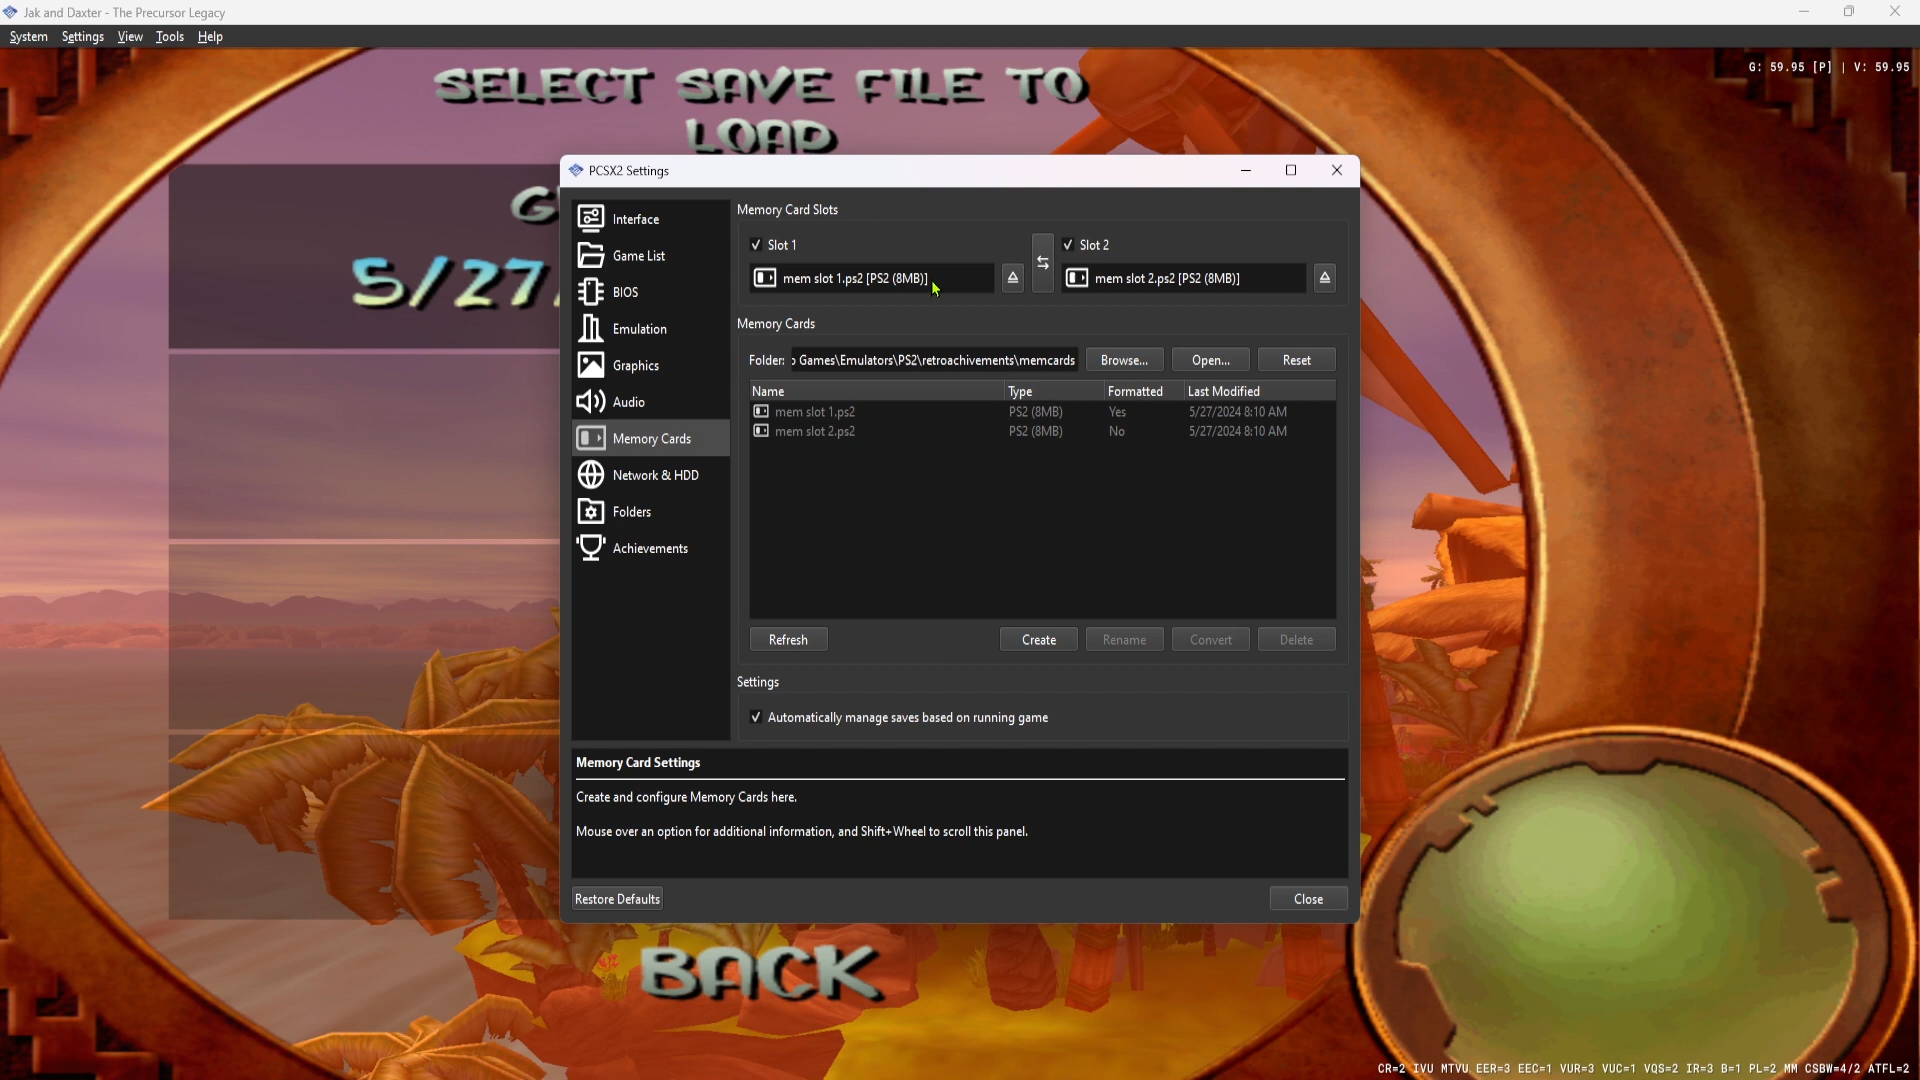 Jak and Daxter - The Precursor Legacy
System Settings View Tools Help
G: 59.95 [P] | V: 59.95
SELECT SAVE FILE TO
LOAD
5/27
PCSX2 Settings
Interface
Game List
BIOS
Emulation
Graphics
Audio
Memory Cards
Network & HDD
Folders
Achievements
Memory Card Slots
Slot 1
Slot 2
mem slot 1.ps2 [PS2 (8MB)]
mem slot 2.ps2 [PS2 (8MB)]
Memory Cards
Folder: Games\Emulators\PS2\retroachivements\memcards Browse... Open... Reset
Name Type Formatted Last Modified
mem slot 1.ps2 PS2 (8MB) Yes 5/27/2024 8:10 AM
mem slot 2.ps2 PS2 (8MB) No 5/27/2024 8:10 AM
Refresh Create Rename Convert Delete
Settings
Automatically manage saves based on running game
Memory Card Settings
Create and configure Memory Cards here.
Mouse over an option for additional information, and Shift+Wheel to scroll this panel.
Restore Defaults Close
BACK
CR=2 IVU MTVU EER=3 EEC=1 VUR=3 VUC=1 VQS=2 IR=3 B=1 PL=2 MM CSBW=4/2 ATFL=2